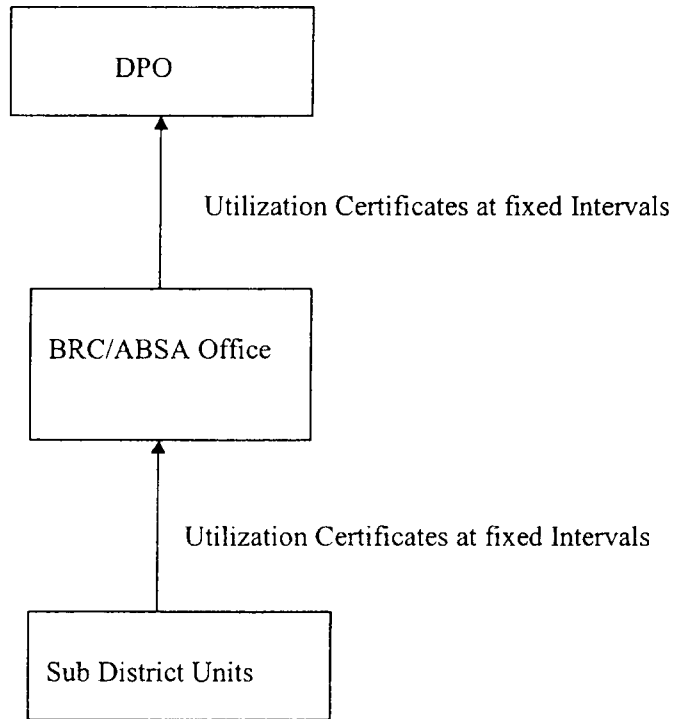 DPO
Utilization Certificates at fixed Intervals
BRC/ABSA Office
Utilization Certificates at fixed Intervals
Sub District Units